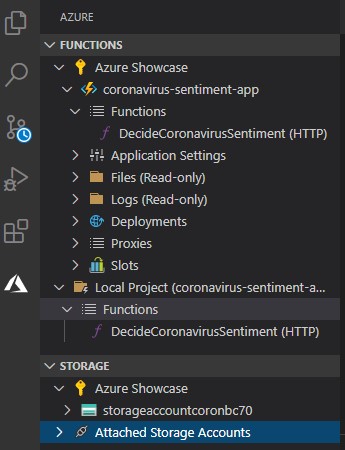 AZURE
FUNCTIONS
Azure Showcase
coronavirus-sentiment-app
Functions
DecideCoronavirusSentiment (HTTP)
Application Settings
Files (Read-only)
Logs (Read-only)
Deployments
Proxies
Slots
Local Project (coronavirus-sentiment-a...
Functions
DecideCoronavirusSentiment (HTTP)
STORAGE
Azure Showcase
storageaccountcoronbc70
Attached Storage Accounts